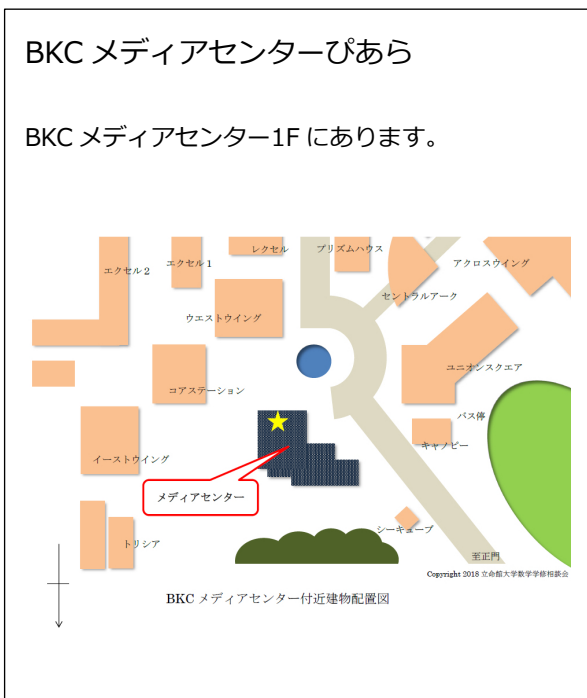 BKC メディアセンターぴあら
BKC メディアセンター1F にあります。
レクセル
プリズムハウス
エクセル２
エクセル１
アクロスウイング
セントラルアーク
ウエストウイング
ユニオンスクエア
コアステーション
バス停
キャノピー
イーストウイング
メディアセンター
シーキューブ
トリシア
至正門
Copyright 2018 立命館大学数学学修相談会
BKC メディアセンター付近建物配置図